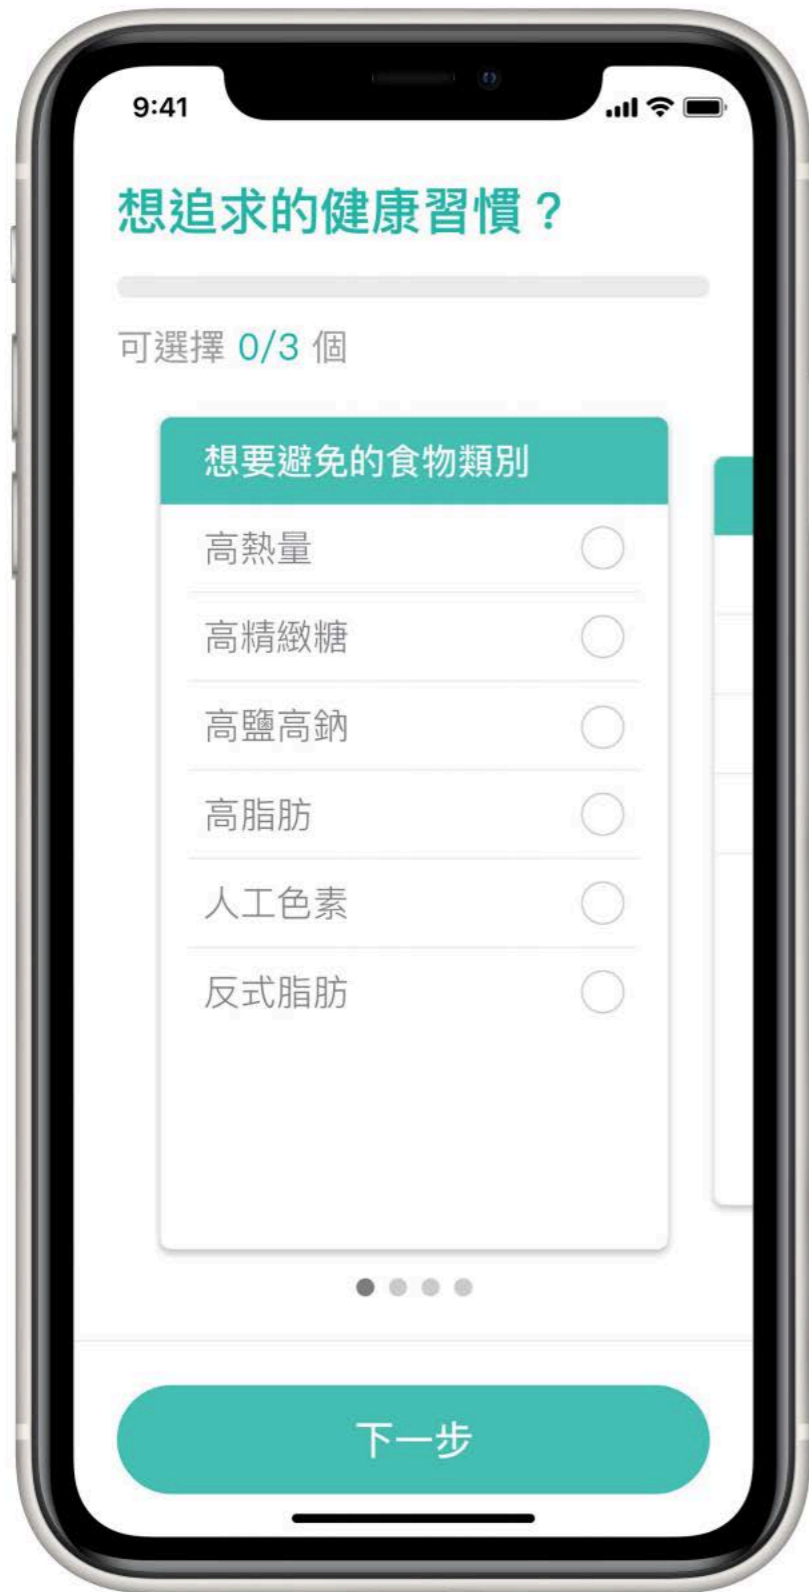 9:41
想追求的健康習慣？
可選擇 0/3 個
想要避免的食物類別
高熱量
高精緻糖
高鹽高鈉
高脂肪
人工色素
反式脂肪
下一步